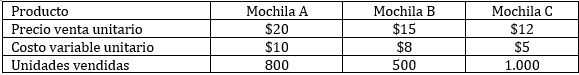 Producto Mochila A Mochila B Mochila C
Precio venta unitario $20 $15 $12
Costo variable unitario $10 $8 $5
Unidades vendidas 800 500 1.000